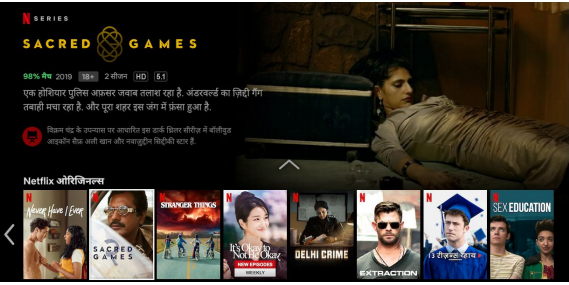 N SERIES
SACRED GAMES
98% मैच 2019 18+ 2 सीज़न HD 5.1
एक होशियार पुलिस अफ़सर जवाब तलाश रहा है. अंडरवर्ल्ड का ज़िद्दी गैंग
तबाही मचा रहा है. और पूरा शहर इस जंग में फ़ंसा हुआ है.
विक्रम चंद्र के उपन्यास पर आधारित इस डार्क थ्रिलर सीरीज़ में बॉलीवुड
आइकॉन सैफ़ अली खान और नवाज़ुद्दीन सिद्दीकी स्टार हैं.
Netflix ओरिजिनल्स
Never Have I Ever
SACRED
GAMES
STRANGER THINGS
It's Okay to
Not Be Okay
NEW EPISODES
WEEKLY
DELHI CRIME
EXTRACTION
13 रीज़न्स व्हाय
SEX EDUCATION